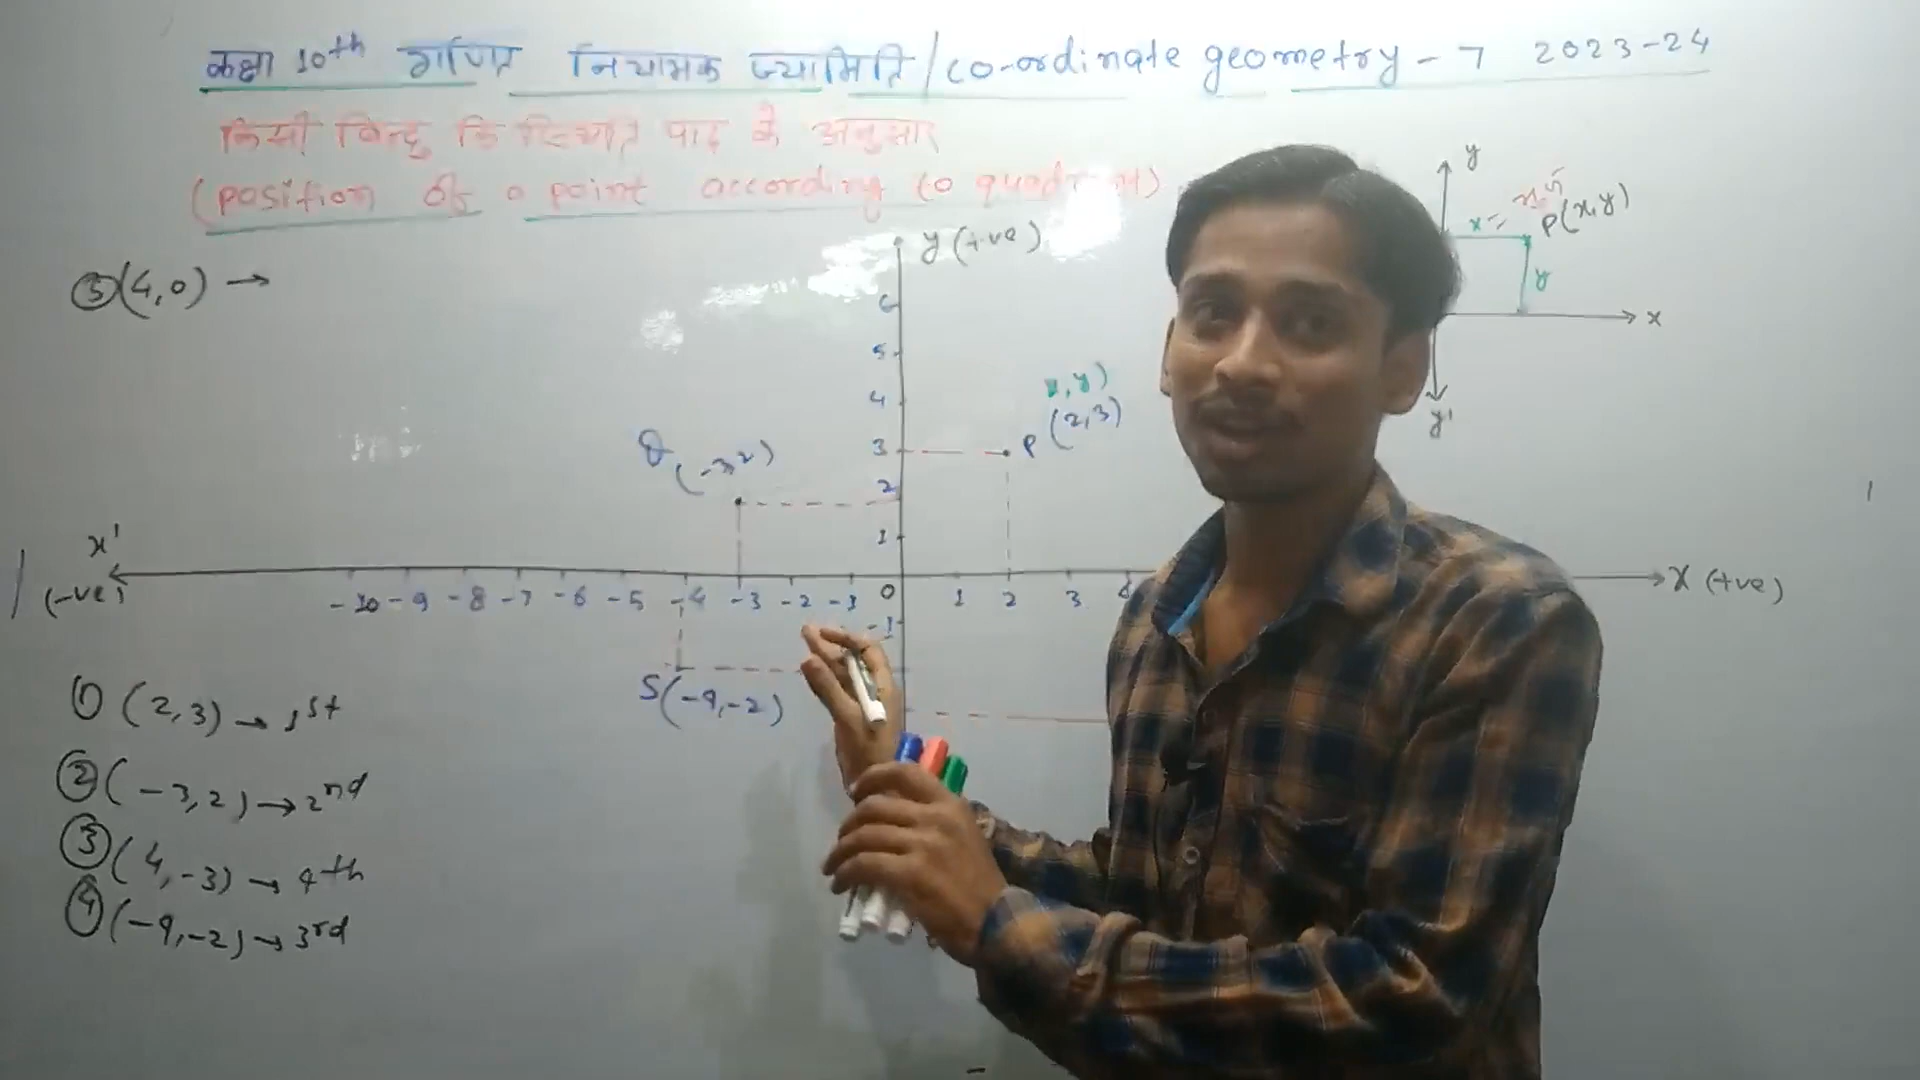 कक्षा 10th गणित नियामक ज्यामिति / co-ordinate geometry - 7 2023-24
किसी बिन्दु कि स्थिति पाद के अनुसार
(position of a point according to quadrant)
y
P(x,y)
x
y
x
y'
⑤(4,0) →
y (+ve)
6
5
4
3
2
1
x,y)
P (2,3)
Q (-3,2)
x'
(-ve)
-10 -9 -8 -7 -6 -5 -4 -3 -2 -1 0 1 2 3 4
X (+ve)
-1
S(-4,-2)
① (2,3) → 1st
② (-3,2) → 2nd
③ (4,-3) → 4th
④ (-4,-2) → 3rd